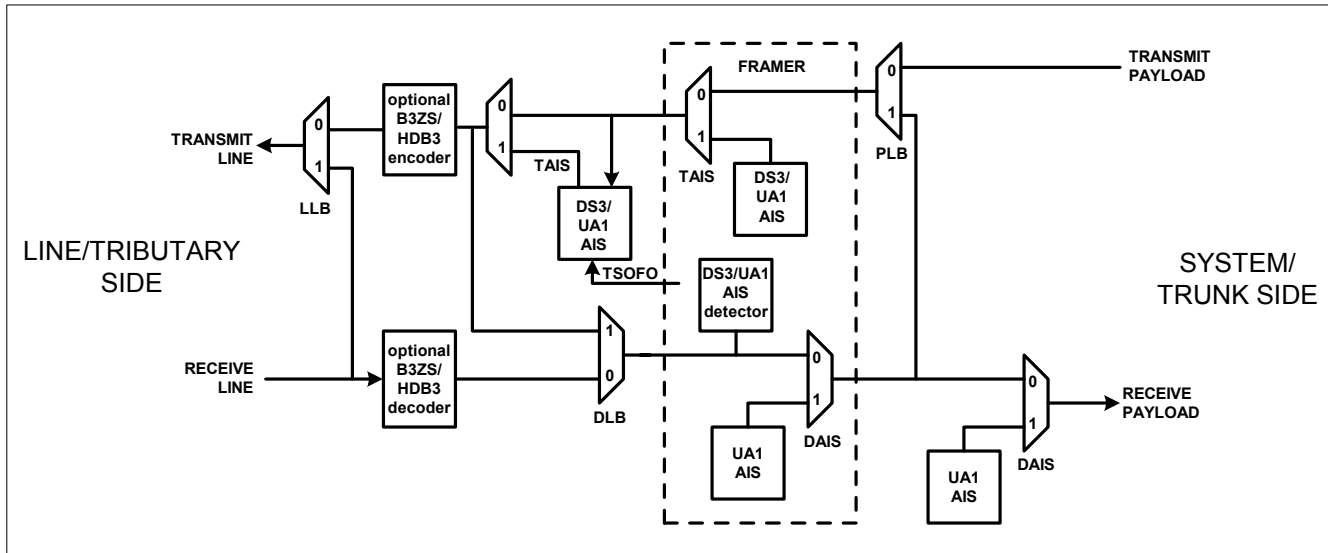 FRAMER
TRANSMIT
PAYLOAD
0
1
PLB
0
1
TAIS
DS3/
UA1
AIS
0
1
TAIS
DS3/
UA1
AIS
TSOFO
optional
B3ZS/
HDB3
encoder
0
1
LLB
TRANSMIT
LINE
LINE/TRIBUTARY
SIDE
SYSTEM/
TRUNK SIDE
DS3/UA1
AIS
detector
RECEIVE
LINE
optional
B3ZS/
HDB3
decoder
1
0
DLB
0
1
DAIS
UA1
AIS
0
1
DAIS
UA1
AIS
RECEIVE
PAYLOAD